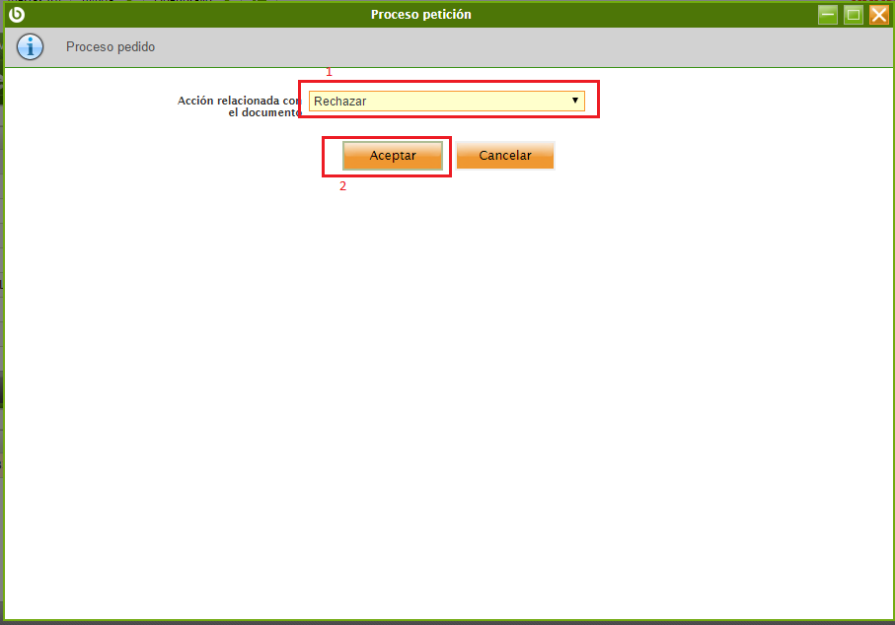 Proceso petición
Proceso pedido
1
Acción relacionada con
el documento
Rechazar
Aceptar
Cancelar
2